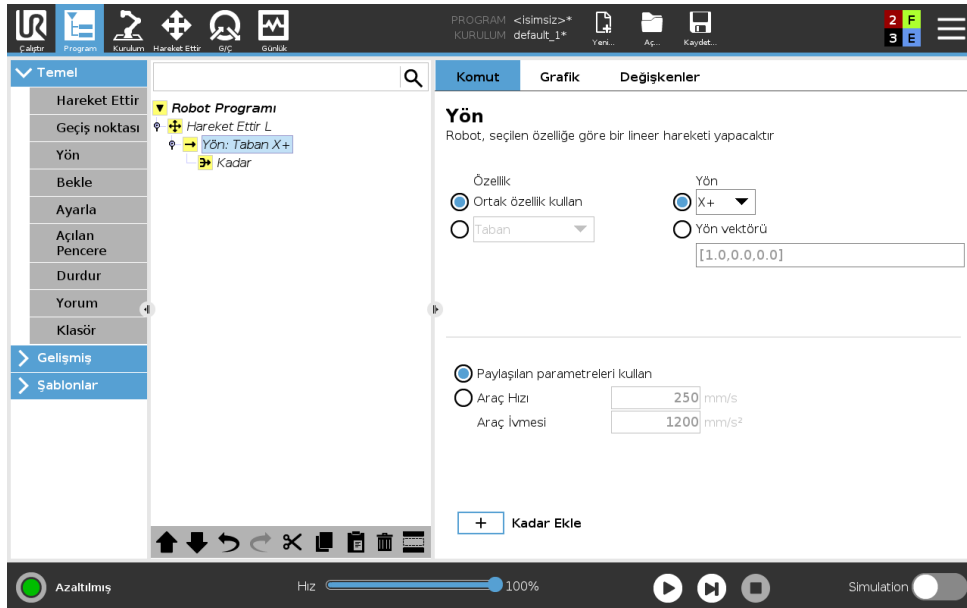 UR
Çalıştır
Program
Kurulum
Hareket Ettir
G/Ç
Günlük
PROGRAM <isimsiz>*
KURULUM default_1*
Yeni...
Aç...
Kaydet...
2 F
3 E
Temel
Hareket Ettir
Geçiş noktası
Yön
Bekle
Ayarla
Açılan
Pencere
Durdur
Yorum
Klasör
Gelişmiş
Şablonlar
Robot Programı
Hareket Ettir L
Yön: Taban X+
Kadar
Komut
Grafik
Değişkenler
Yön
Robot, seçilen özelliğe göre bir lineer hareketi yapacaktır
Özellik
Ortak özellik kullan
Taban
Yön
X+
Yön vektörü
[1.0,0.0,0.0]
Paylaşılan parametreleri kullan
Araç Hızı 250 mm/s
Araç İvmesi 1200 mm/s²
+ Kadar Ekle
Azaltılmış
Hız 100%
Simulation